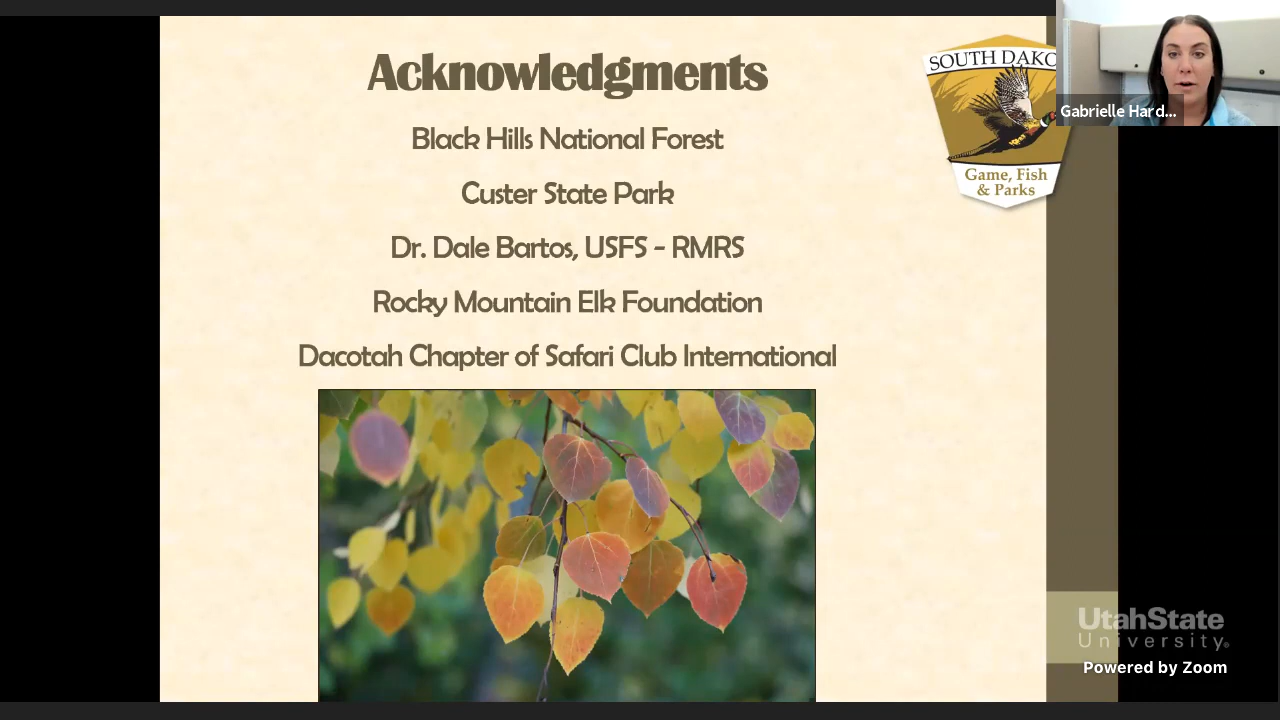 Acknowledgments
Black Hills National Forest
Custer State Park
Dr. Dale Bartos, USFS - RMRS
Rocky Mountain Elk Foundation
Dacotah Chapter of Safari Club International
SOUTH DAKO
Game, Fish
& Parks
Gabrielle Hard...
UtahState
University®
Powered by Zoom